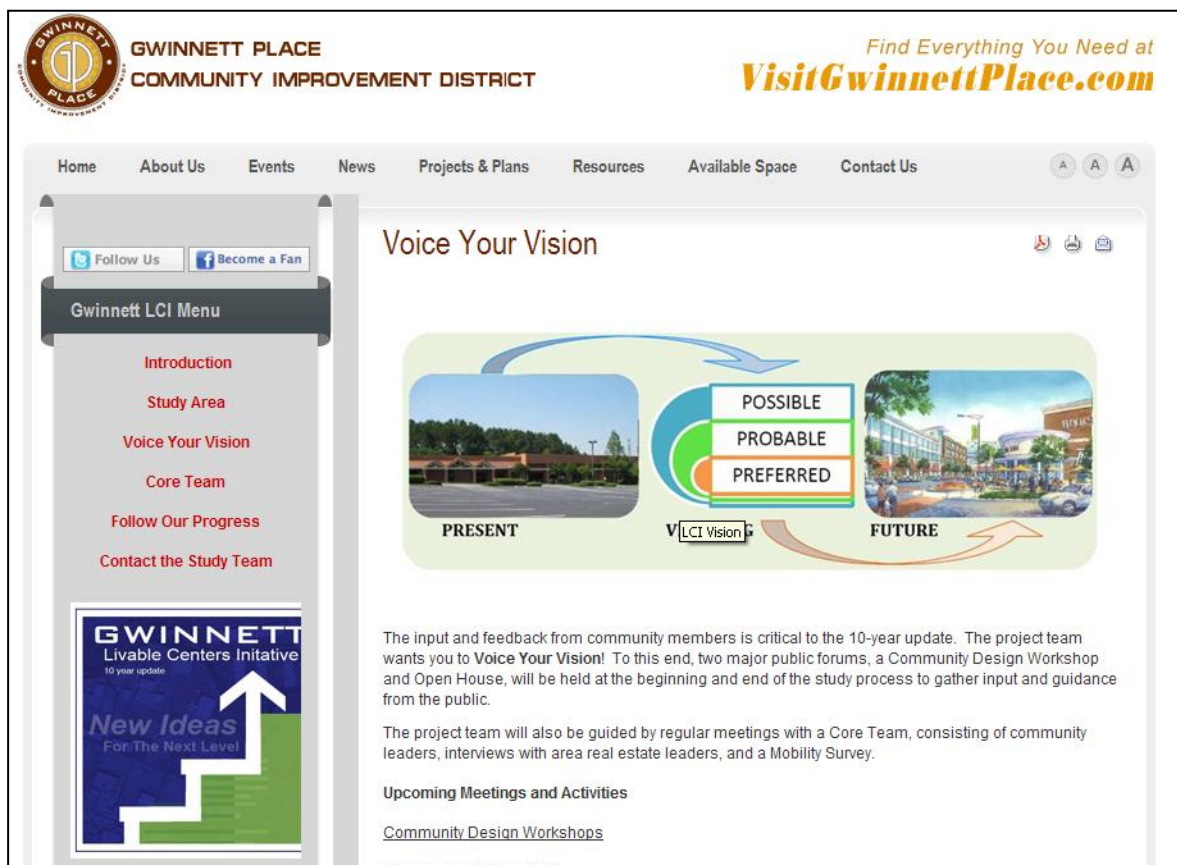 GWINNETT
PLACE
COMMUNITY IMPROVEMENT DISTRICT
GWINNETT PLACE
COMMUNITY IMPROVEMENT DISTRICT
Find Everything You Need at
VisitGwinnettPlace.com
Home About Us Events News Projects & Plans Resources Available Space Contact Us A A A
Follow Us Become a Fan
Gwinnett LCI Menu
Introduction
Study Area
Voice Your Vision
Core Team
Follow Our Progress
Contact the Study Team
GWINNETT
Livable Centers Initative
10 year update
New Ideas
For The Next Level
Voice Your Vision
POSSIBLE
PROBABLE
PREFERRED
PRESENT
LCI Vision
FUTURE
The input and feedback from community members is critical to the 10-year update. The project team
wants you to Voice Your Vision! To this end, two major public forums, a Community Design Workshop
and Open House, will be held at the beginning and end of the study process to gather input and guidance
from the public.
The project team will also be guided by regular meetings with a Core Team, consisting of community
leaders, interviews with area real estate leaders, and a Mobility Survey.
Upcoming Meetings and Activities
Community Design Workshops